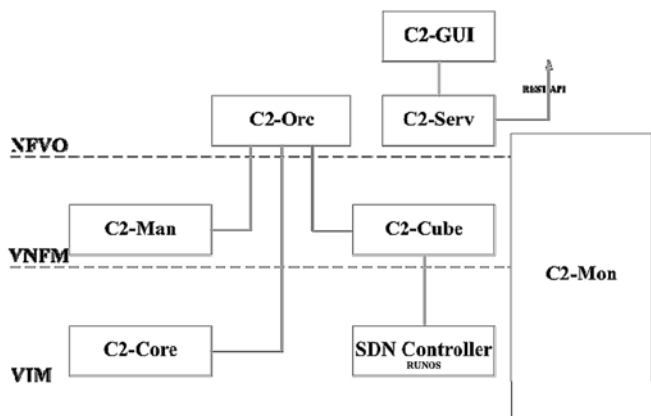 C2-GUI
REST API
C2-Orc
C2-Serv
NFVO
C2-Man
C2-Cube
VNFM
C2-Mon
C2-Core
SDN Controller
RUNOS
VIM